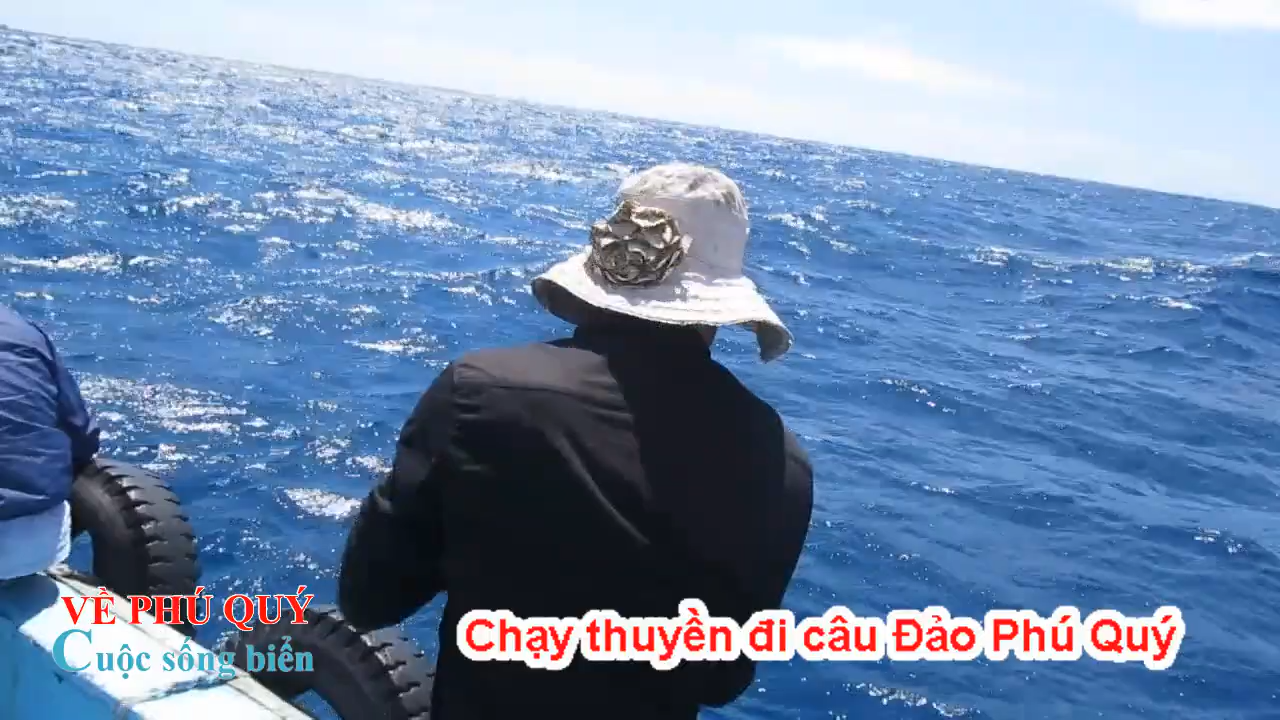 VỀ PHÚ QUÝ
Cuộc sống biển
Chạy thuyền đi câu Đảo Phú Quý